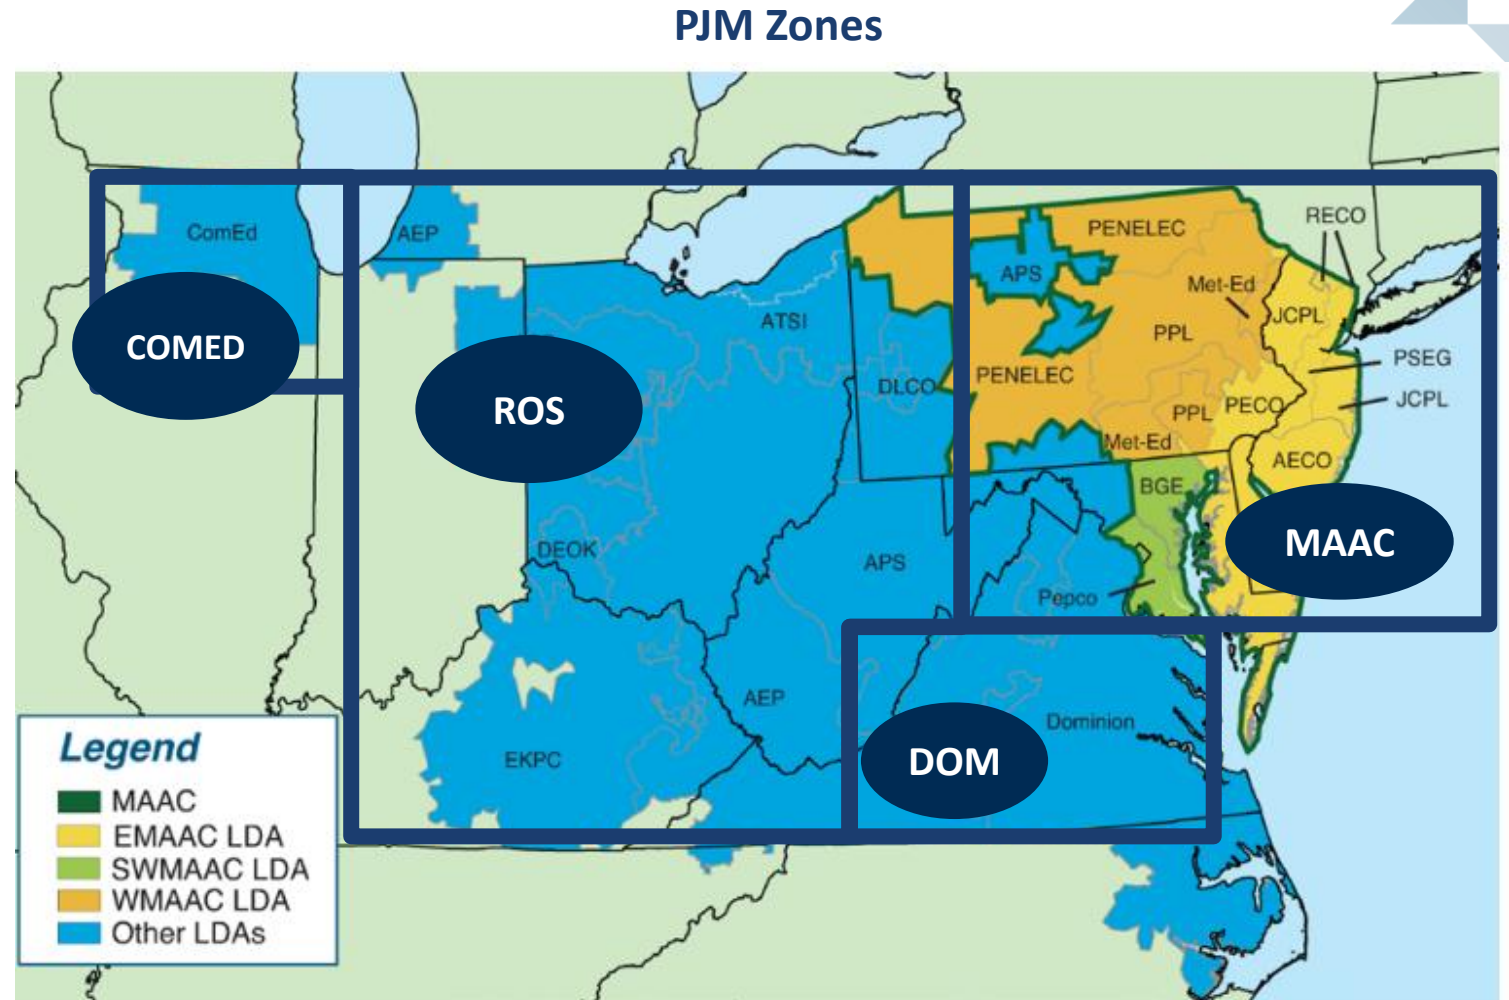 PJM Zones
RECO
ComEd
AEP
PENELEC
APS
Met-Ed
JCPL
ATSI
PPL
COMED
PSEG
PENELEC
DLCO
JCPL
ROS
PPL
PECO
Met-Ed
AECO
BGE
MAAC
DEOK
APS
Pepco
AEP
Dominion
DOM
EKPC
Legend
MAAC
EMAAC LDA
SWMAAC LDA
WMAAC LDA
Other LDAs